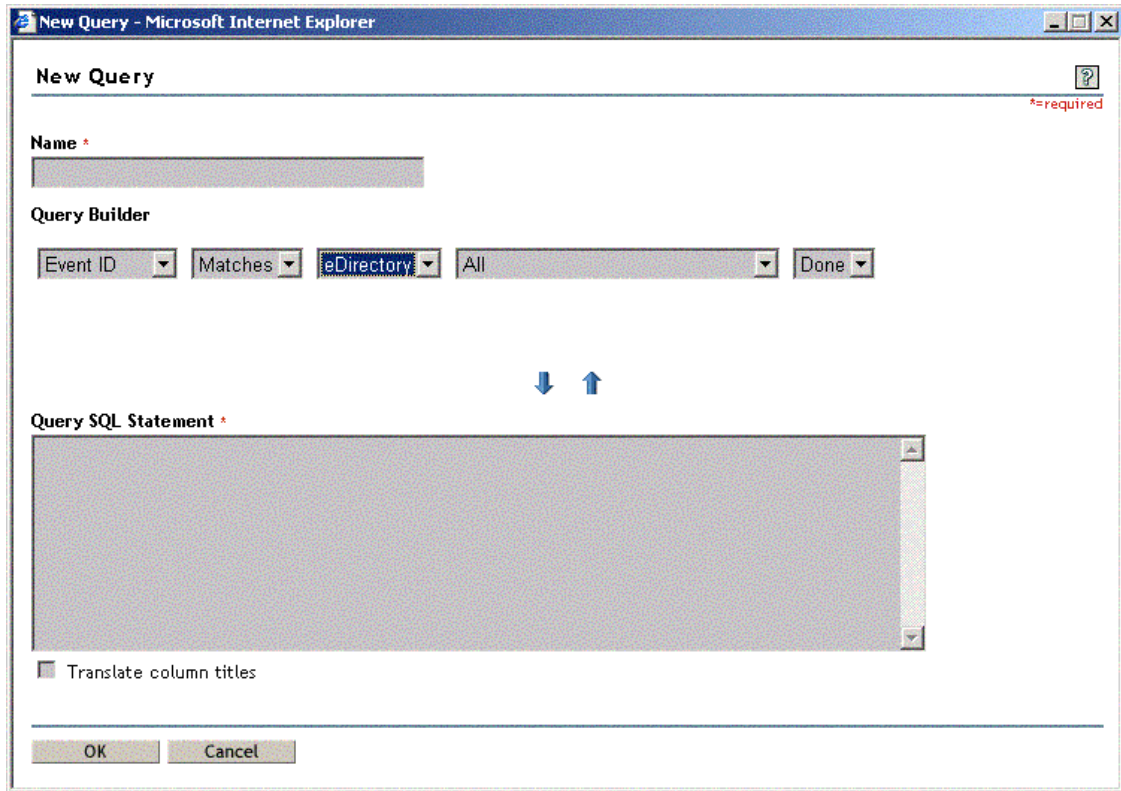 New Query - Microsoft Internet Explorer
New Query
?
*=required
Name *
Query Builder
Event ID Matches eDirectory All Done
Query SQL Statement *
Translate column titles
OK Cancel